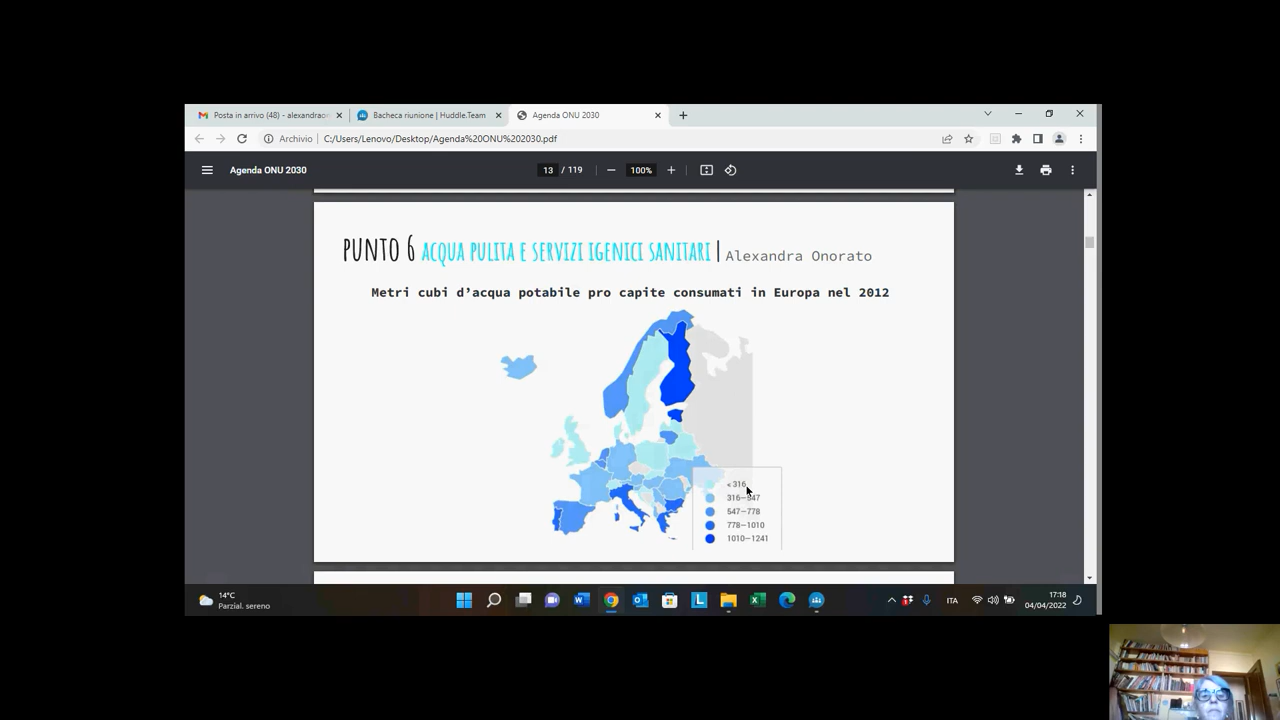 Posta in arrivo (48) - alexandrao
Bacheca riunione | Huddle.Team
Agenda ONU 2030
Archivio
C:/Users/Lenovo/Desktop/Agenda%20ONU%202030.pdf
Agenda ONU 2030
13 / 119
100%
PUNTO 6 ACQUA PULITA E SERVIZI IGENICI SANITARI | Alexandra Onorato
Metri cubi d'acqua potabile pro capite consumati in Europa nel 2012
< 316
316–547
547–778
778–1010
1010–1241
14°C
Parzial. sereno
ITA
17:18
04/04/2022